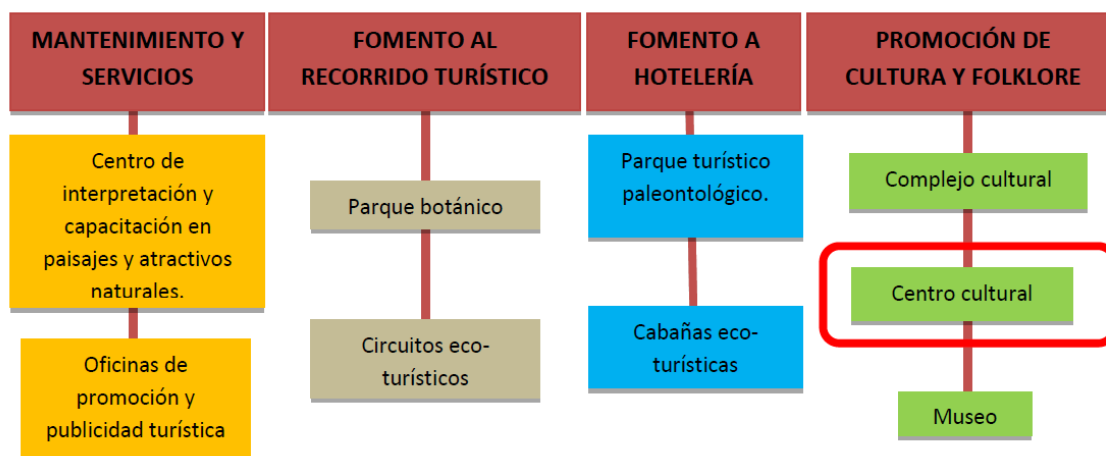 MANTENIMIENTO Y
SERVICIOS
Centro de
interpretación y
capacitación en
paisajes y atractivos
naturales.
Oficinas de
promoción y
publicidad turística
FOMENTO AL
RECORRIDO TURÍSTICO
Parque botánico
Circuitos eco-
turísticos
FOMENTO A
HOTELERÍA
Parque turístico
paleontológico.
Cabañas eco-
turísticas
PROMOCIÓN DE
CULTURA Y FOLKLORE
Complejo cultural
Centro cultural
Museo